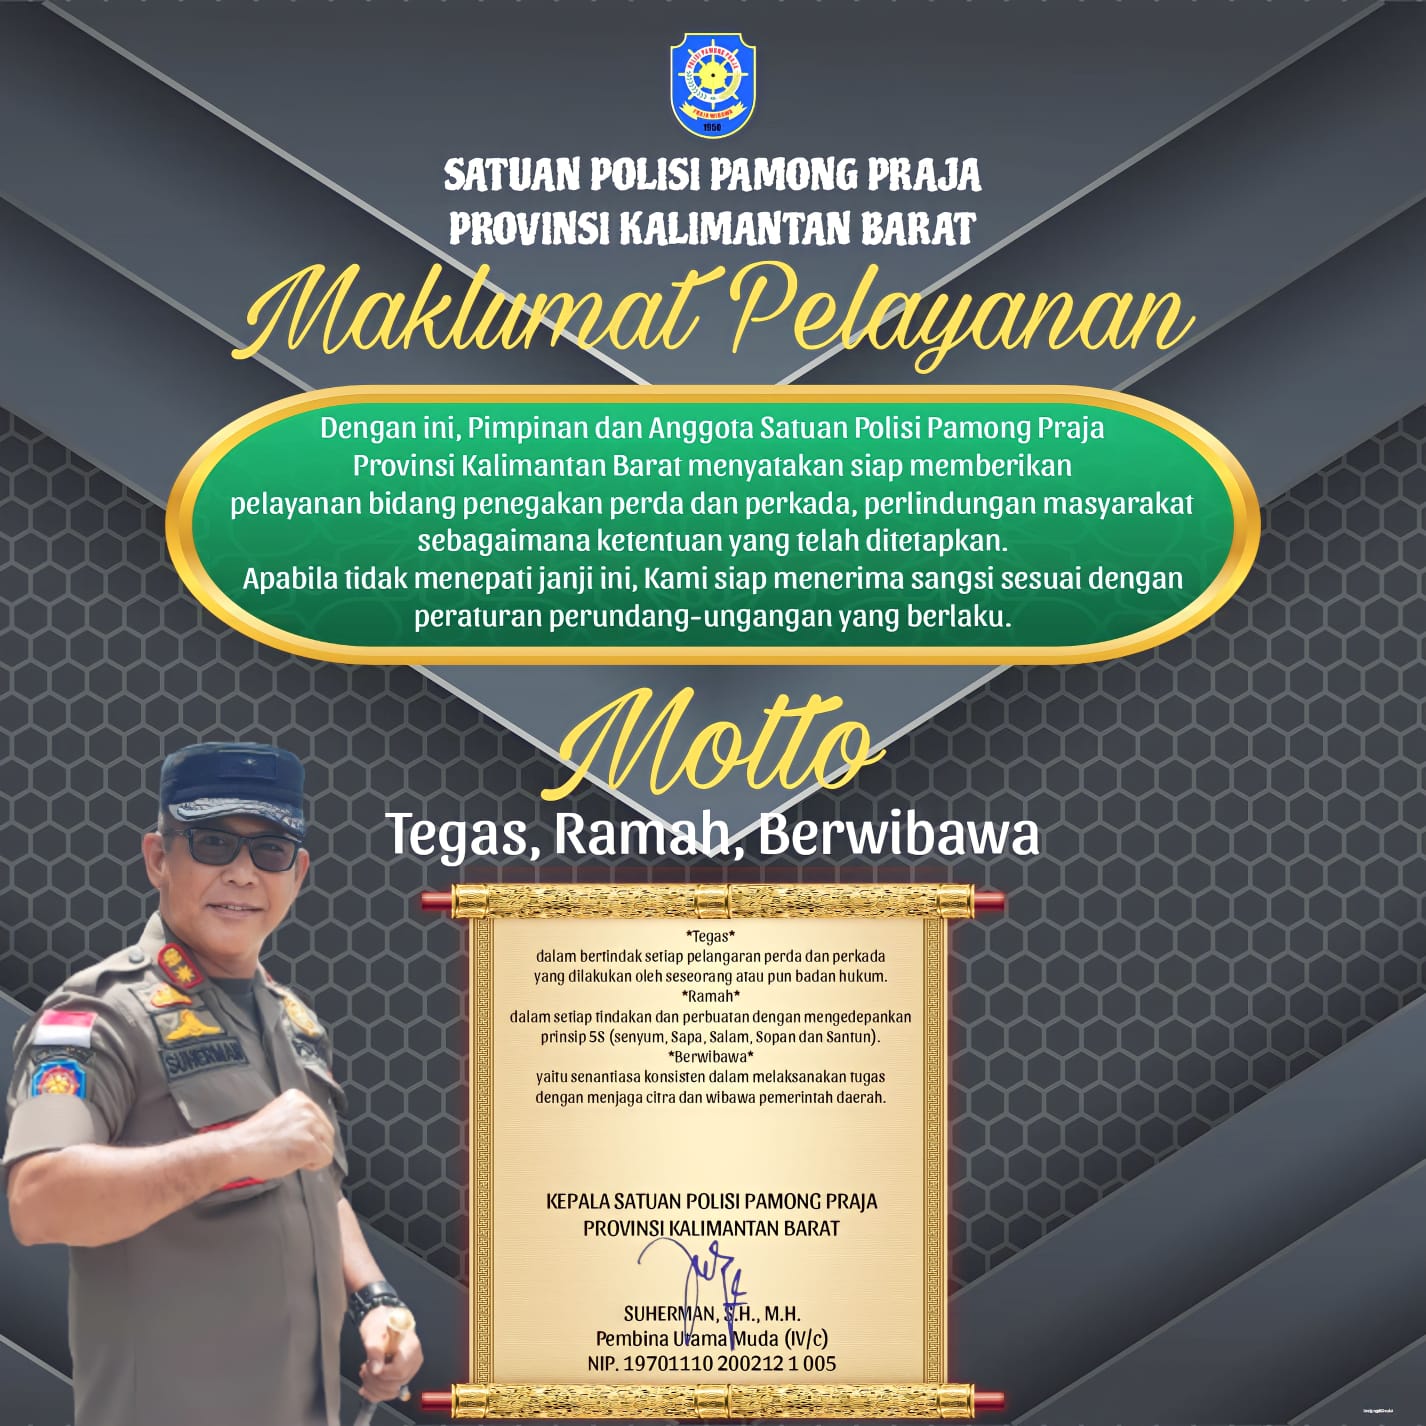 POLISI PAMONG PRAJA
PRAJA WIBAWA
1950
SATUAN POLISI PAMONG PRAJA
PROVINSI KALIMANTAN BARAT
Maklumat Pelayanan
Dengan ini, Pimpinan dan Anggota Satuan Polisi Pamong Praja
Provinsi Kalimantan Barat menyatakan siap memberikan
pelayanan bidang penegakan perda dan perkada, perlindungan masyarakat
sebagaimana ketentuan yang telah ditetapkan.
Apabila tidak menepati janji ini, Kami siap menerima sangsi sesuai dengan
peraturan perundang-ungangan yang berlaku.
Motto
Tegas, Ramah, Berwibawa
*Tegas*
dalam bertindak setiap pelangaran perda dan perkada
yang dilakukan oleh seseorang atau pun badan hukum.
*Ramah*
dalam setiap tindakan dan perbuatan dengan mengedepankan
prinsip 5S (senyum, Sapa, Salam, Sopan dan Santun).
*Berwibawa*
yaitu senantiasa konsisten dalam melaksanakan tugas
dengan menjaga citra dan wibawa pemerintah daerah.
KEPALA SATUAN POLISI PAMONG PRAJA
PROVINSI KALIMANTAN BARAT
SUHERMAN, S.H., M.H.
Pembina Utama Muda (IV/c)
NIP. 19701110 200212 1 005
SUHERMAN